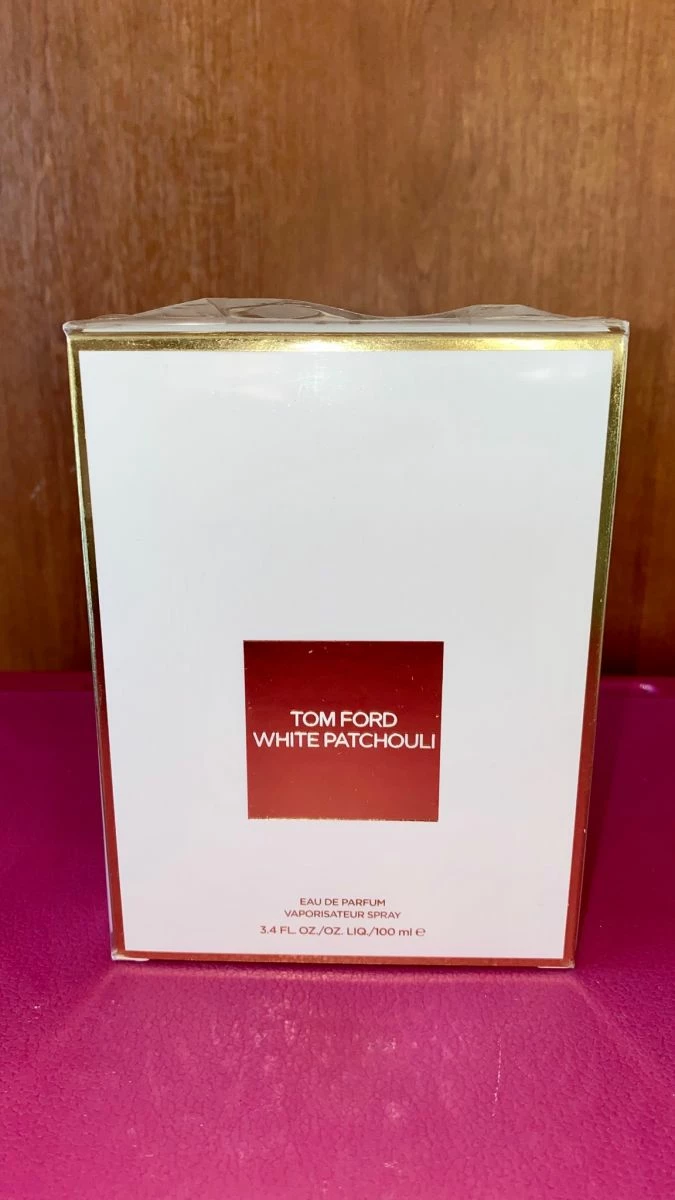 TOM FORD
WHITE PATCHOULI
EAU DE PARFUM
VAPORISATEUR SPRAY
3.4 FL. OZ./OZ. LIQ./100 ml ℮